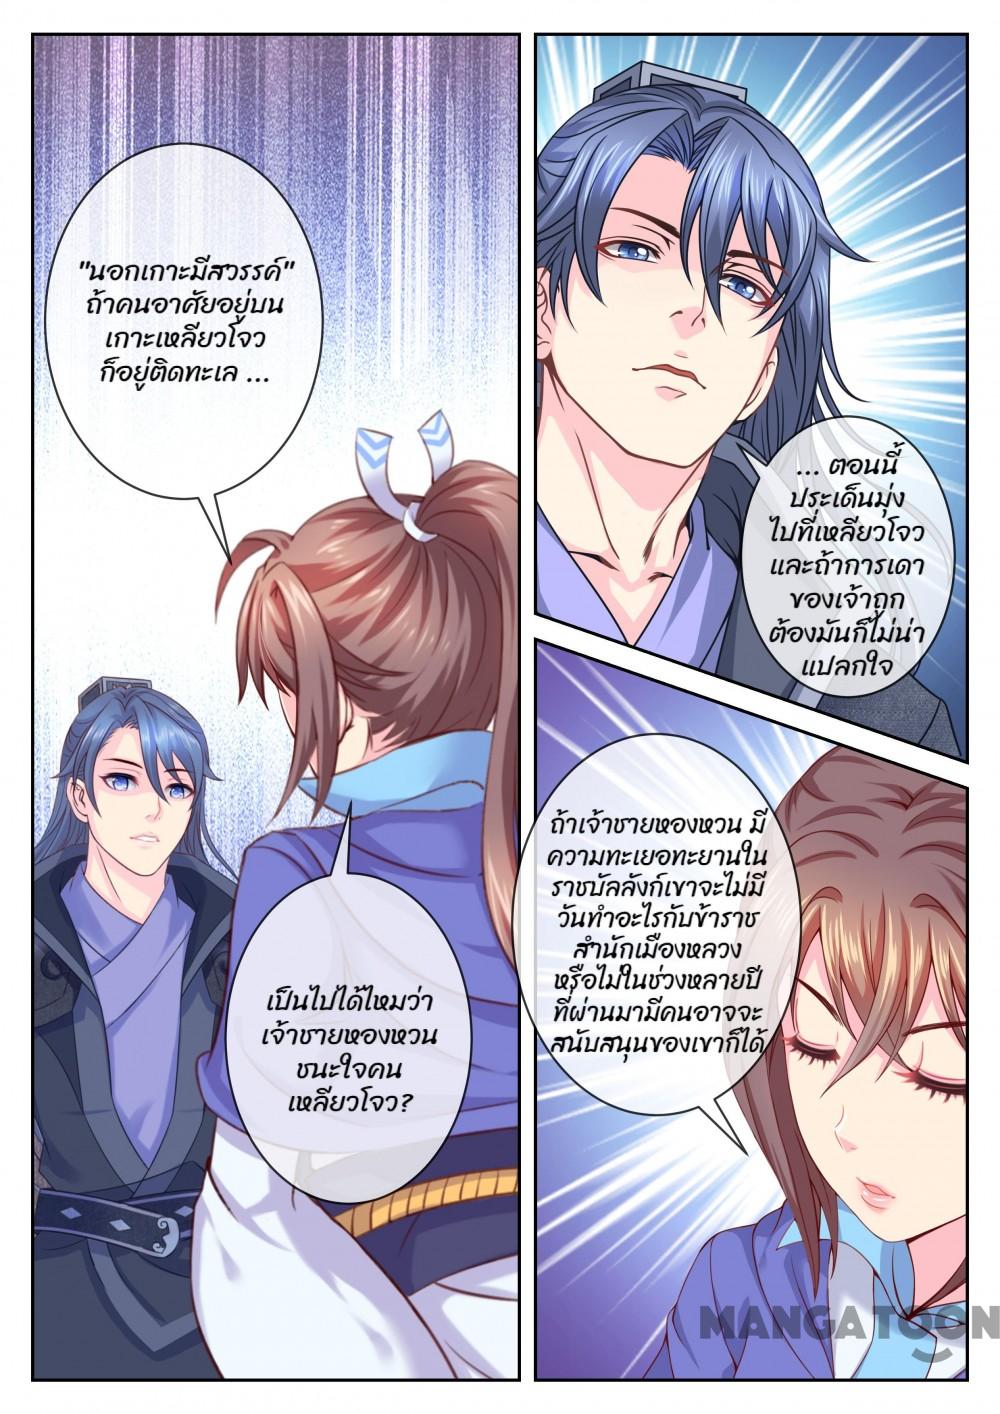 "นอกเกาะมีสวรรค์"
ถ้าคนอาศัยอยู่บน
เกาะเหลียวโจว
ก็อยู่ติดทะเล ...
เป็นไปได้ไหมว่า
เจ้าชายหองหวน
ชนะใจคน
เหลียวโจว?
... ตอนนี้
ประเด็นมุ่ง
ไปที่เหลียวโจว
และถ้าการเดา
ของเจ้าถูก
ต้องมันก็ไม่น่า
แปลกใจ
ถ้าเจ้าชายหองหวน มี
ความทะเยอทะยานใน
ราชบัลลังก์เขาจะไม่มี
วันทำอะไรกับข้าราช
สำนักเมืองหลวง
หรือไม่ในช่วงหลายปี
ที่ผ่านมามีคนอาจจะ
สนับสนุนของเขาก็ได้
MANGATOON